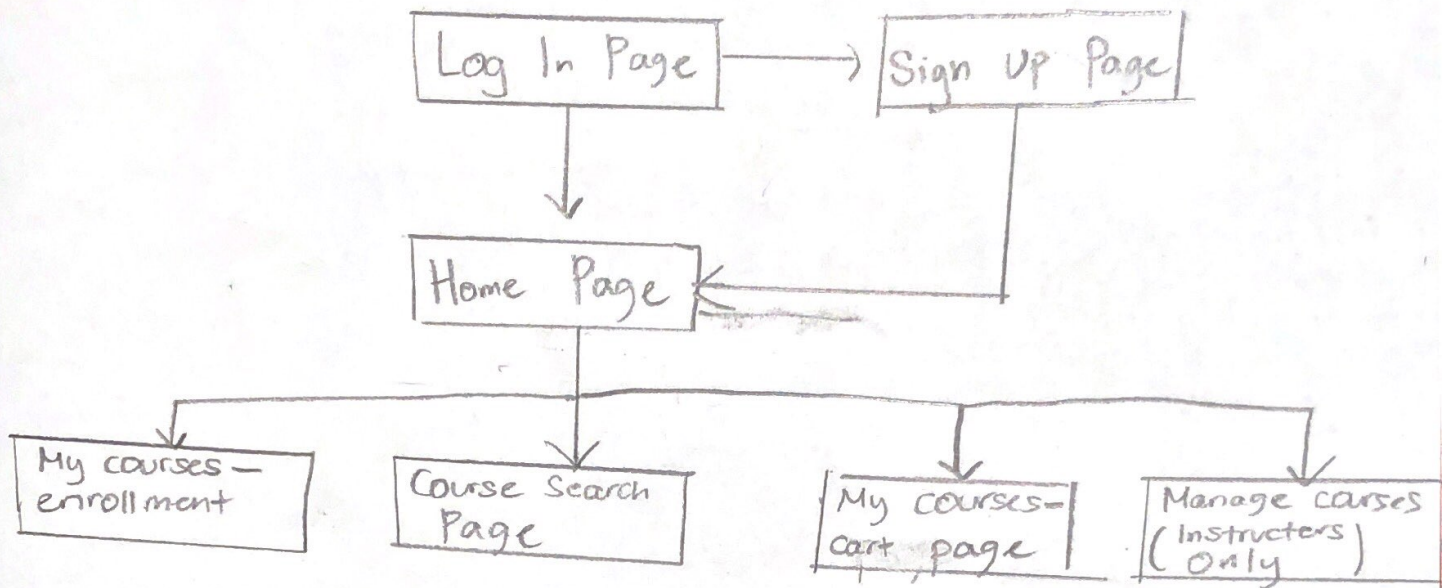 Log In Page
Sign Up Page
Home Page
My courses -
enrollment
Course Search
Page
My courses -
cart page
Manage courses
(Instructers
Only)